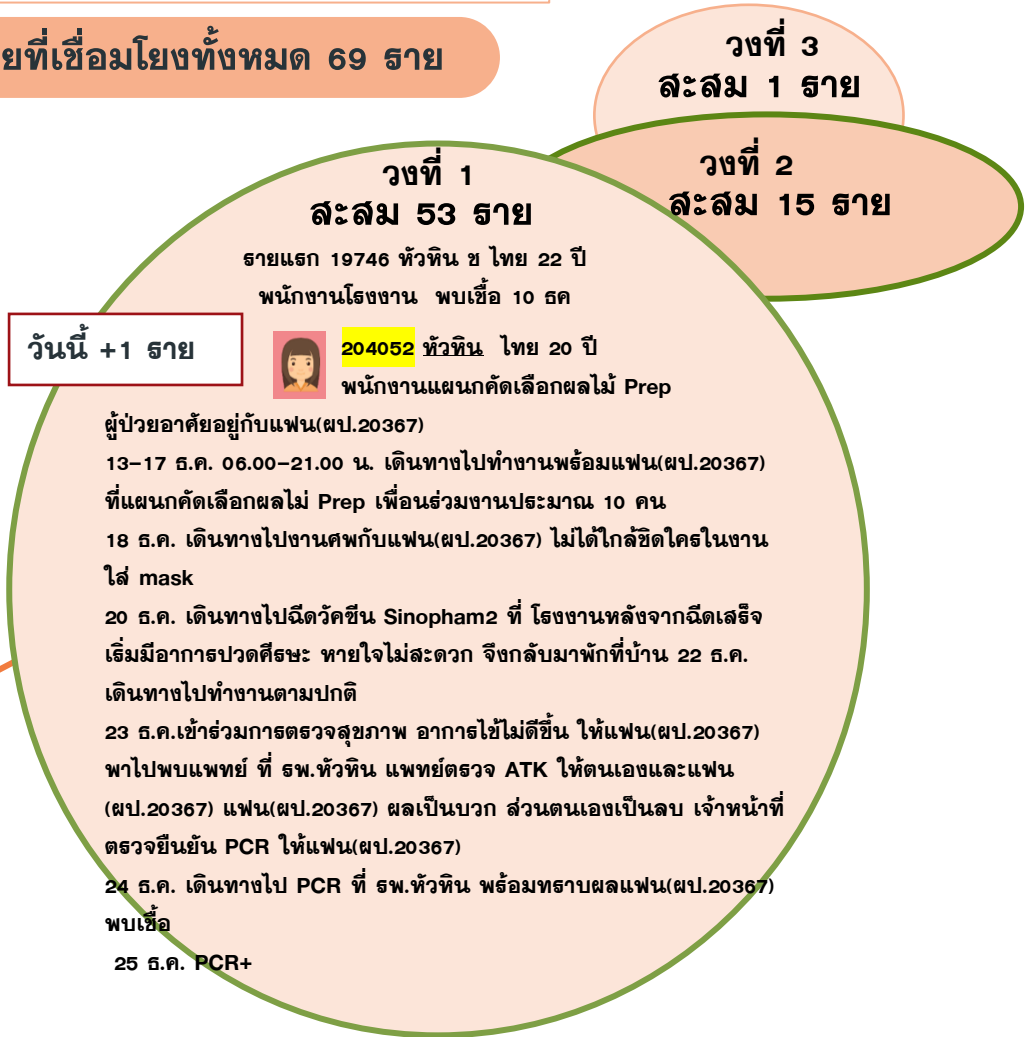 ยที่เชื่อมโยงทั้งหมด 69 ราย
วงที่ 3
สะสม 1 ราย
วงที่ 2
สะสม 15 ราย
วงที่ 1
สะสม 53 ราย
รายแรก 19746 หัวหิน ช ไทย 22 ปี
พนักงานโรงงาน พบเชื้อ 10 ธค
วันนี้ +1 ราย
204052 หัวหิน ไทย 20 ปี
พนักงานแผนกคัดเลือกผลไม้ Prep
ผู้ป่วยอาศัยอยู่กับแฟน(ผป.20367)
13-17 ธ.ค. 06.00-21.00 น. เดินทางไปทำงานพร้อมแฟน(ผป.20367)
ที่แผนกคัดเลือกผลไม่ Prep เพื่อนร่วมงานประมาณ 10 คน
18 ธ.ค. เดินทางไปงานศพกับแฟน(ผป.20367) ไม่ได้ใกล้ชิดใครในงาน
ใส่ mask
20 ธ.ค. เดินทางไปฉีดวัคซีน Sinopham2 ที่ โรงงานหลังจากฉีดเสร็จ
เริ่มมีอาการปวดศีรษะ หายใจไม่สะดวก จึงกลับมาพักที่บ้าน 22 ธ.ค.
เดินทางไปทำงานตามปกติ
23 ธ.ค.เข้าร่วมการตรวจสุขภาพ อาการไข้ไม่ดีขึ้น ให้แฟน(ผป.20367)
พาไปพบแพทย์ ที่ รพ.หัวหิน แพทย์ตรวจ ATK ให้ตนเองและแฟน
(ผป.20367) แฟน(ผป.20367) ผลเป็นบวก ส่วนตนเองเป็นลบ เจ้าหน้าที่
ตรวจยืนยัน PCR ให้แฟน(ผป.20367)
24 ธ.ค. เดินทางไป PCR ที่ รพ.หัวหิน พร้อมทราบผลแฟน(ผป.20367)
พบเชื้อ
25 ธ.ค. PCR+